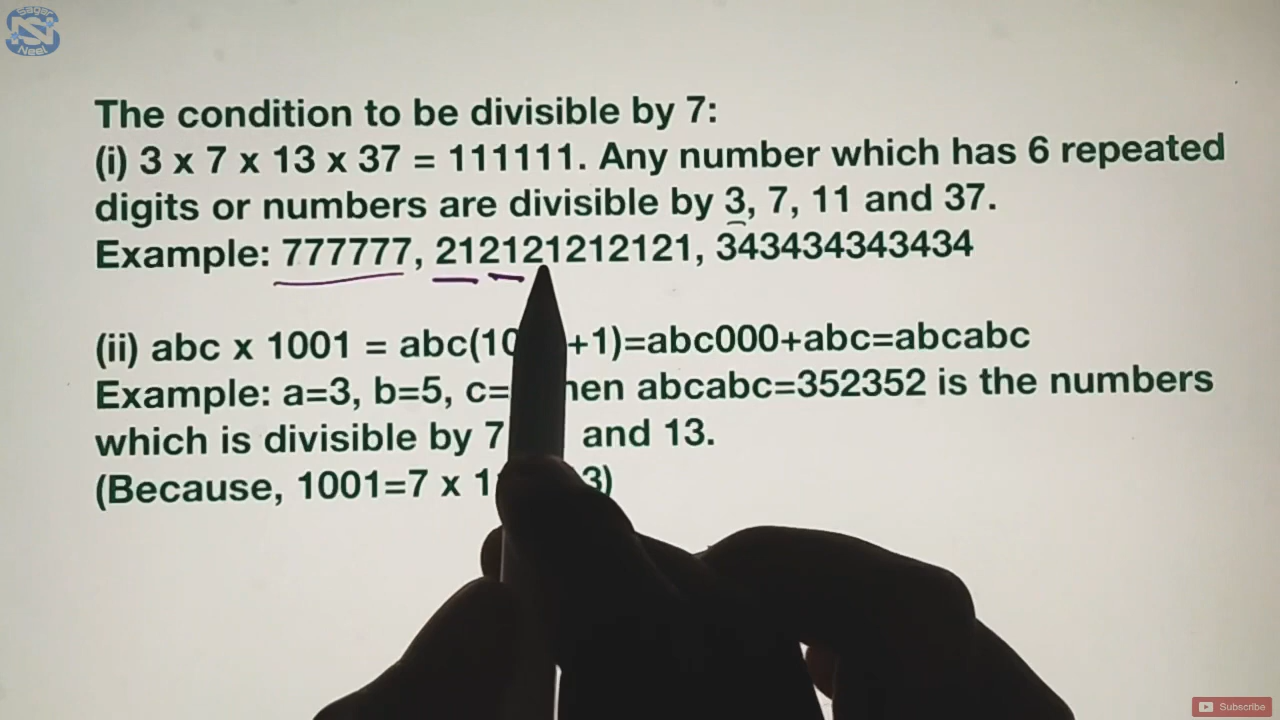 Sager
SN
Neel
The condition to be divisible by 7:
(i) 3 x 7 x 13 x 37 = 111111. Any number which has 6 repeated
digits or numbers are divisible by 3, 7, 11 and 37.
Example: 777777, 212121212121, 343434343434
(ii) abc x 1001 = abc(10 +1)=abc000+abc=abcabc
Example: a=3, b=5, c= abcabc=352352 is the numbers
which is divisible by 7 and 13.
(Because, 1001=7 x 1 3)
Subscribe